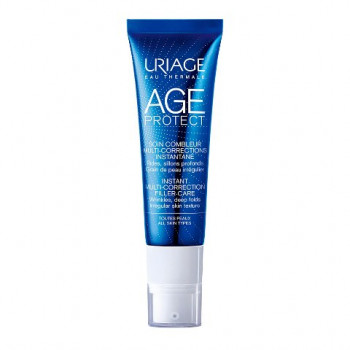 URIAGE
EAU THERMALE
AGE
PROTECT
SOIN COMBLEUR
MULTI-CORRECTIONS
INSTANTANÉ
Rides, sillons profonds
Grain de peau irrégulier
INSTANT
MULTI-CORRECTION
FILLER-CARE
Wrinkles, deep folds
Irregular skin texture
TOUTES PEAUX
ALL SKIN TYPES